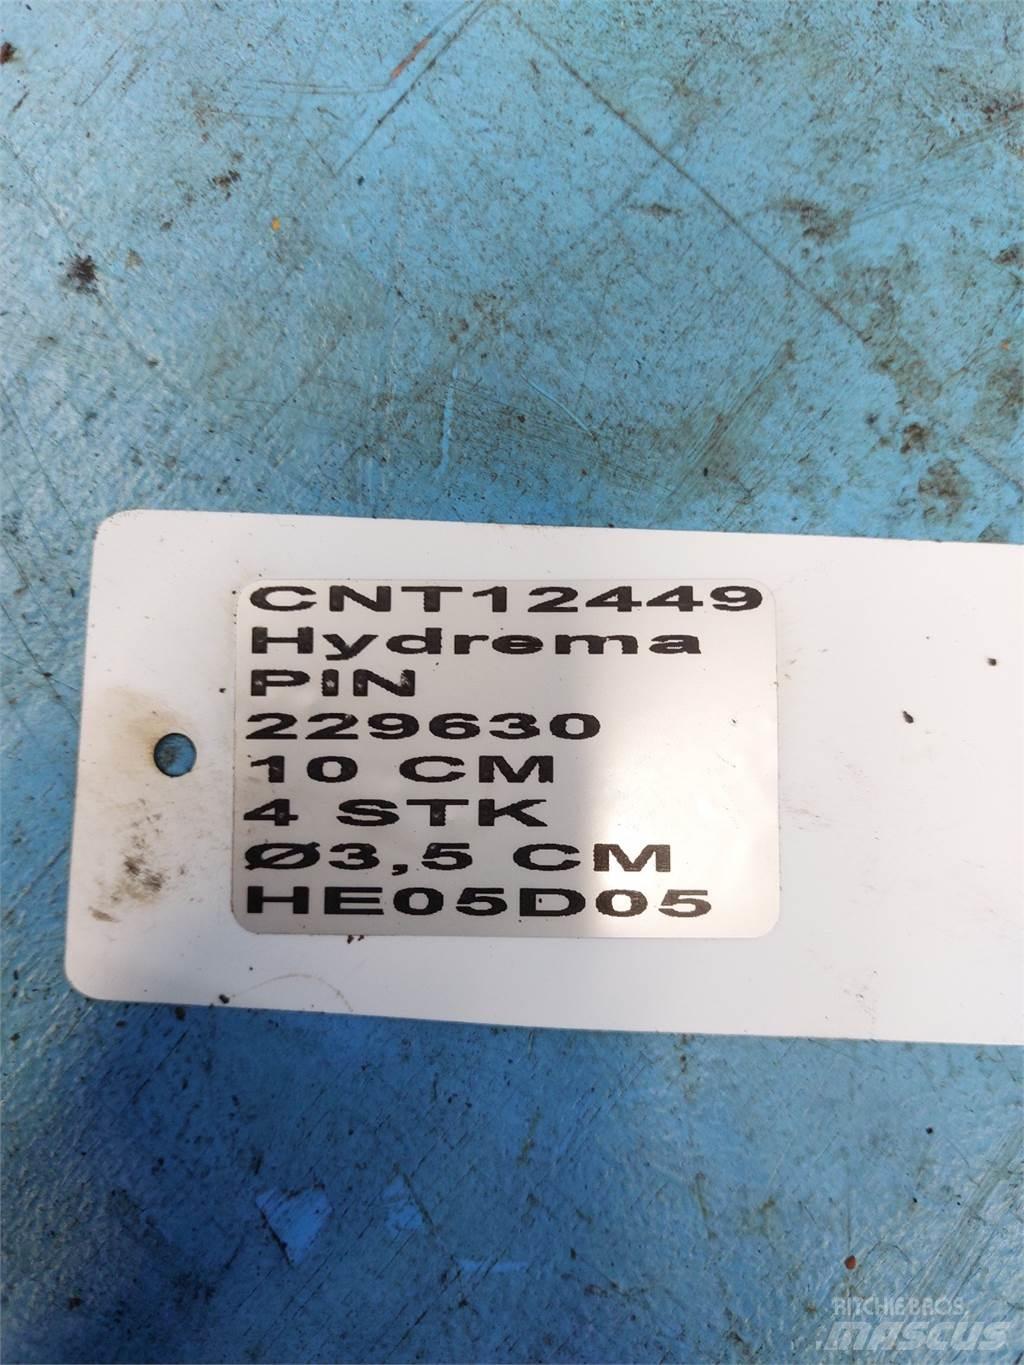 CNT12449
Hydrema
PIN
229630
10 CM
4 STK
Ø3,5 CM
HE05D05
RITCHIE BROS.
MASCUS